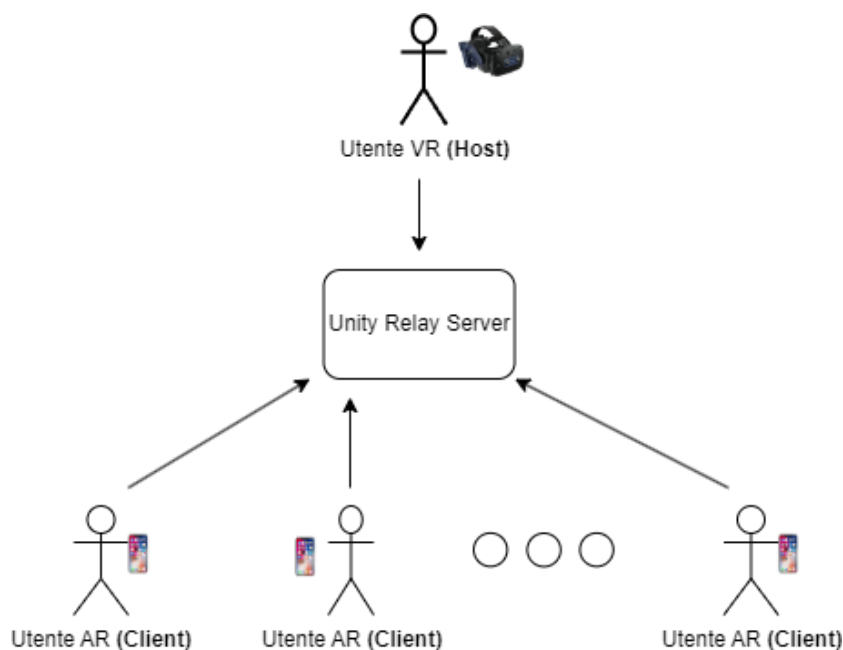 Utente VR (Host)
Unity Relay Server
Utente AR (Client)
Utente AR (Client)
Utente AR (Client)